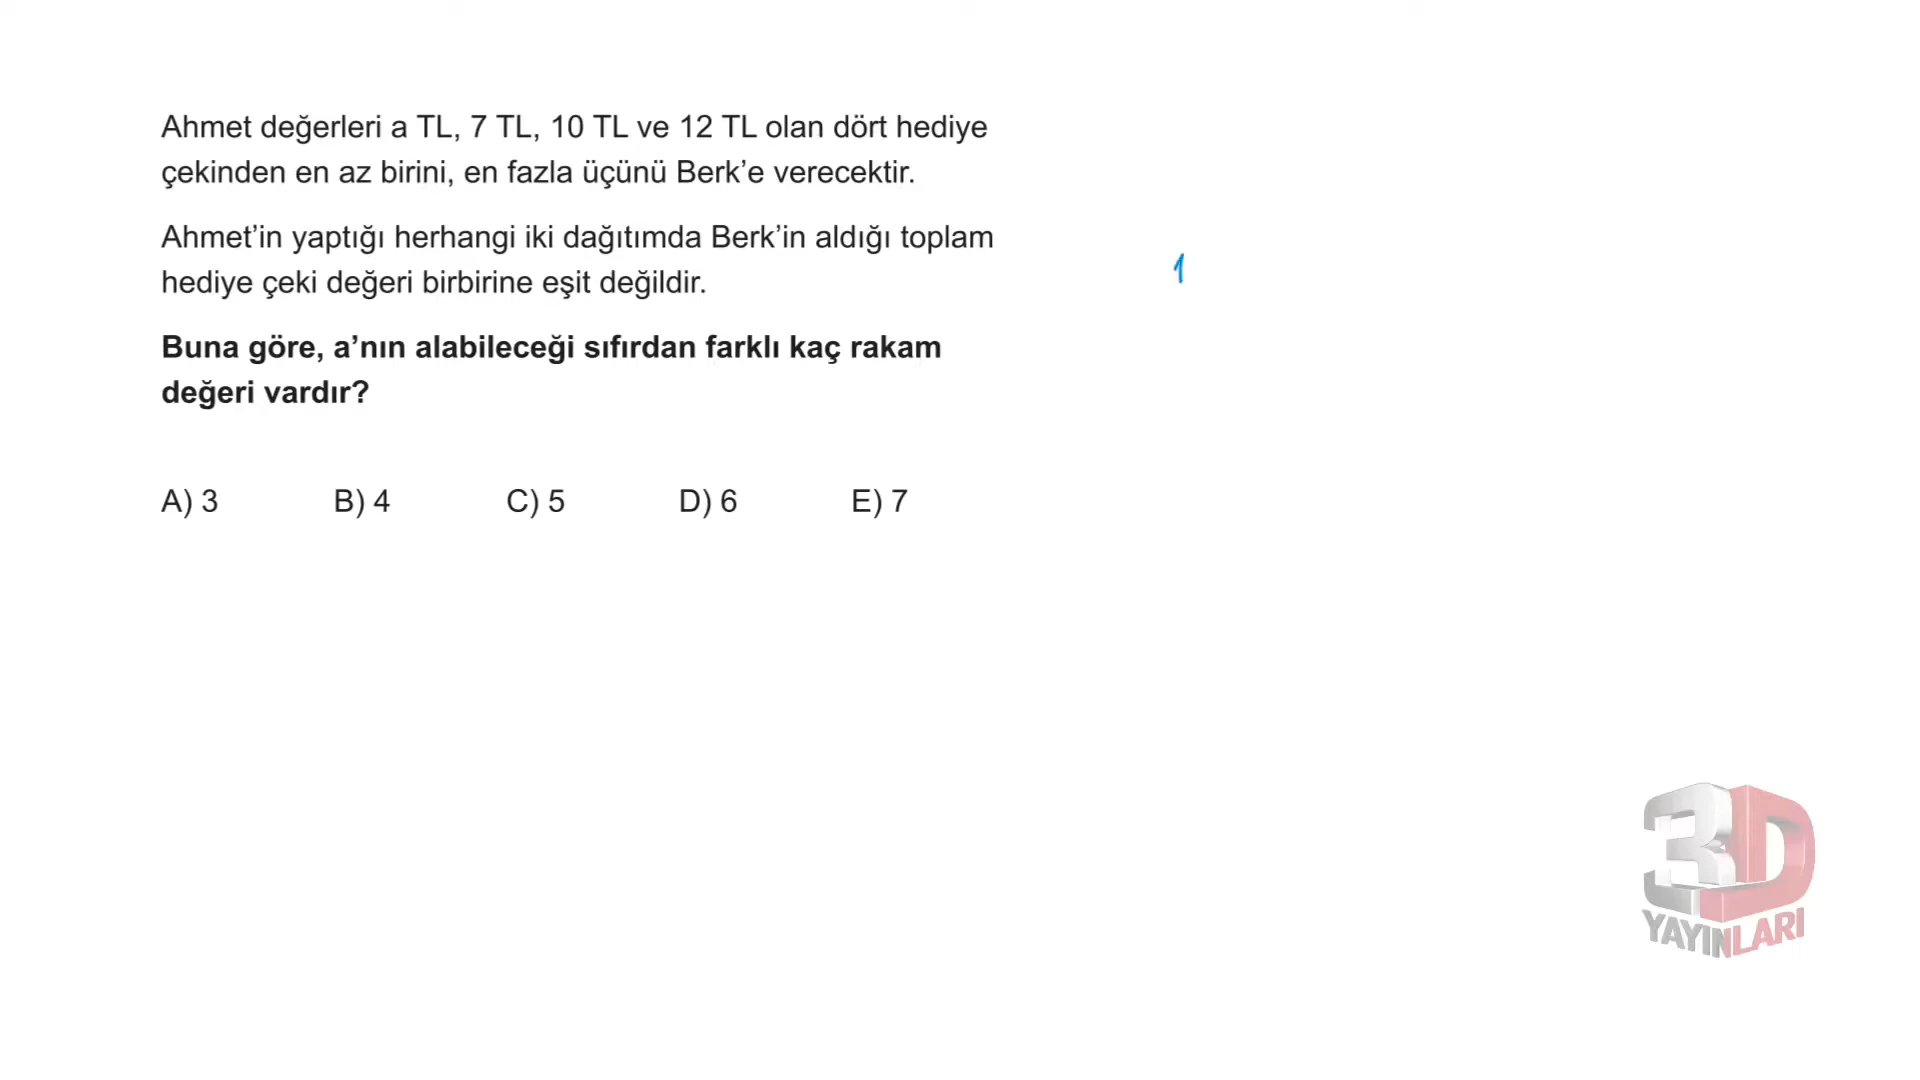 Ahmet değerleri a TL, 7 TL, 10 TL ve 12 TL olan dört hediye
çekinden en az birini, en fazla üçünü Berk’e verecektir.
Ahmet’in yaptığı herhangi iki dağıtımda Berk’in aldığı toplam
hediye çeki değeri birbirine eşit değildir.
1
Buna göre, a’nın alabileceği sıfırdan farklı kaç rakam
değeri vardır?
A) 3 B) 4 C) 5 D) 6 E) 7
3D
YAYINLARI